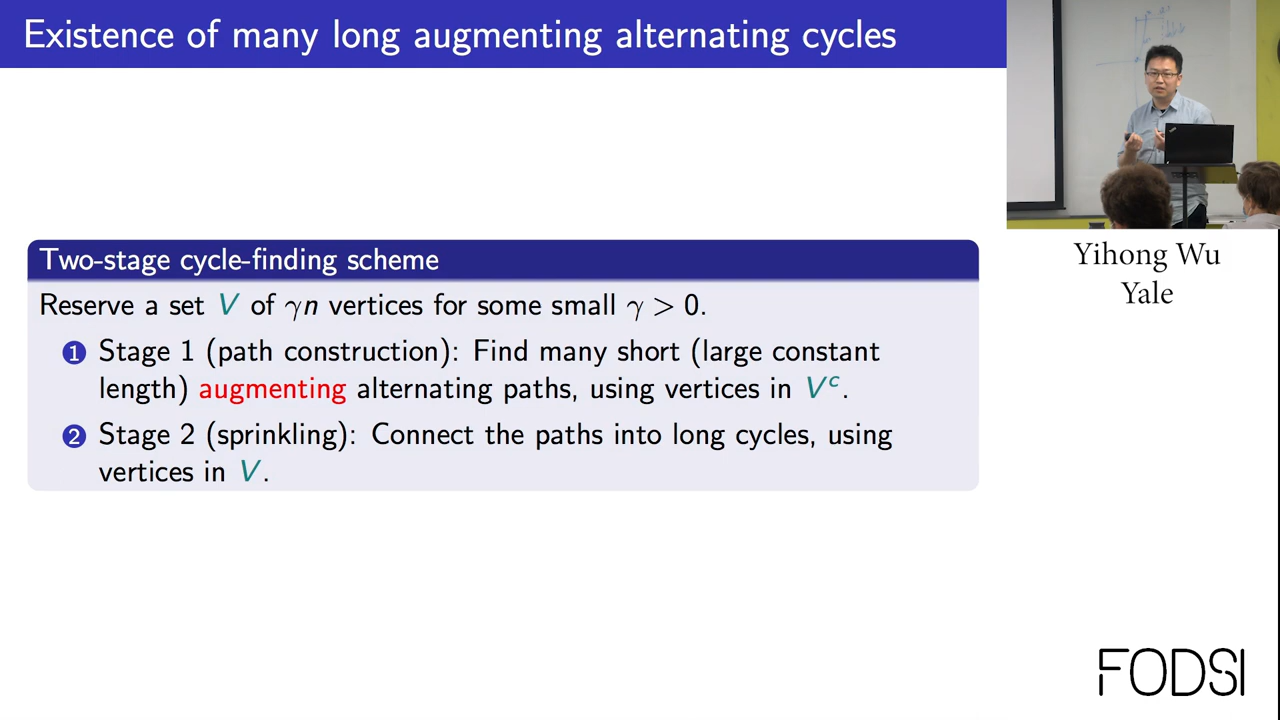 Existence of many long augmenting alternating cycles
Two-stage cycle-finding scheme
Reserve a set V of γn vertices for some small γ > 0.
1 Stage 1 (path construction): Find many short (large constant
length) augmenting alternating paths, using vertices in Vᶜ.
2 Stage 2 (sprinkling): Connect the paths into long cycles, using
vertices in V.
Yihong Wu
Yale
FODSI